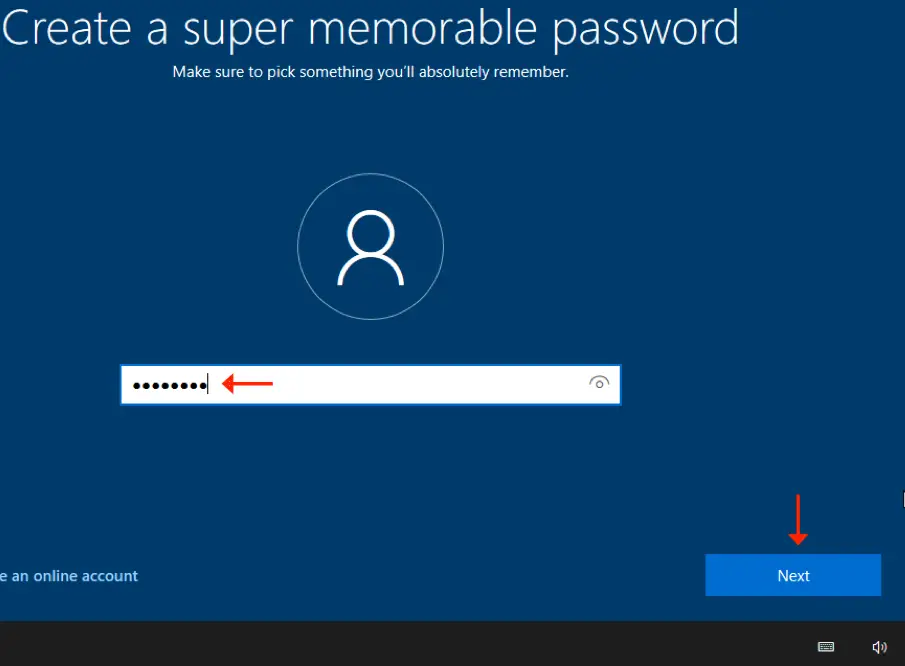 Create a super memorable password
Make sure to pick something you'll absolutely remember.
••••••••
e an online account
Next